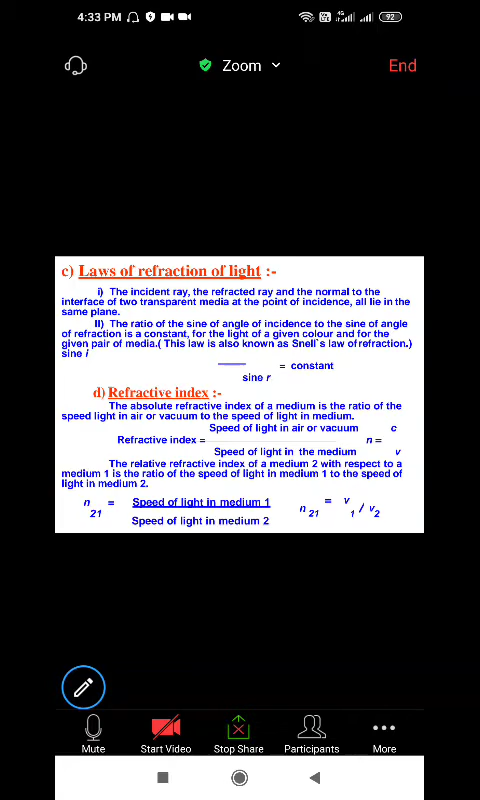 4:33 PM
4G
92
Zoom
End
c) Laws of refraction of light :-
i) The incident ray, the refracted ray and the normal to the
interface of two transparent media at the point of incidence, all lie in the
same plane.
II) The ratio of the sine of angle of incidence to the sine of angle
of refraction is a constant, for the light of a given colour and for the
given pair of media.( This law is also known as Snell`s law ofrefraction.)
sine i
= constant
sine r
d) Refractive index :-
The absolute refractive index of a medium is the ratio of the
speed light in air or vacuum to the speed of light in medium.
Speed of light in air or vacuum c
Refractive index = n =
Speed of light in the medium v
The relative refractive index of a medium 2 with respect to a
medium 1 is the ratio of the speed of light in medium 1 to the speed of
light in medium 2.
n 21 = Speed of light in medium 1 n 21 = v 1 / v 2
Speed of light in medium 2
Mute Start Video Stop Share Participants More